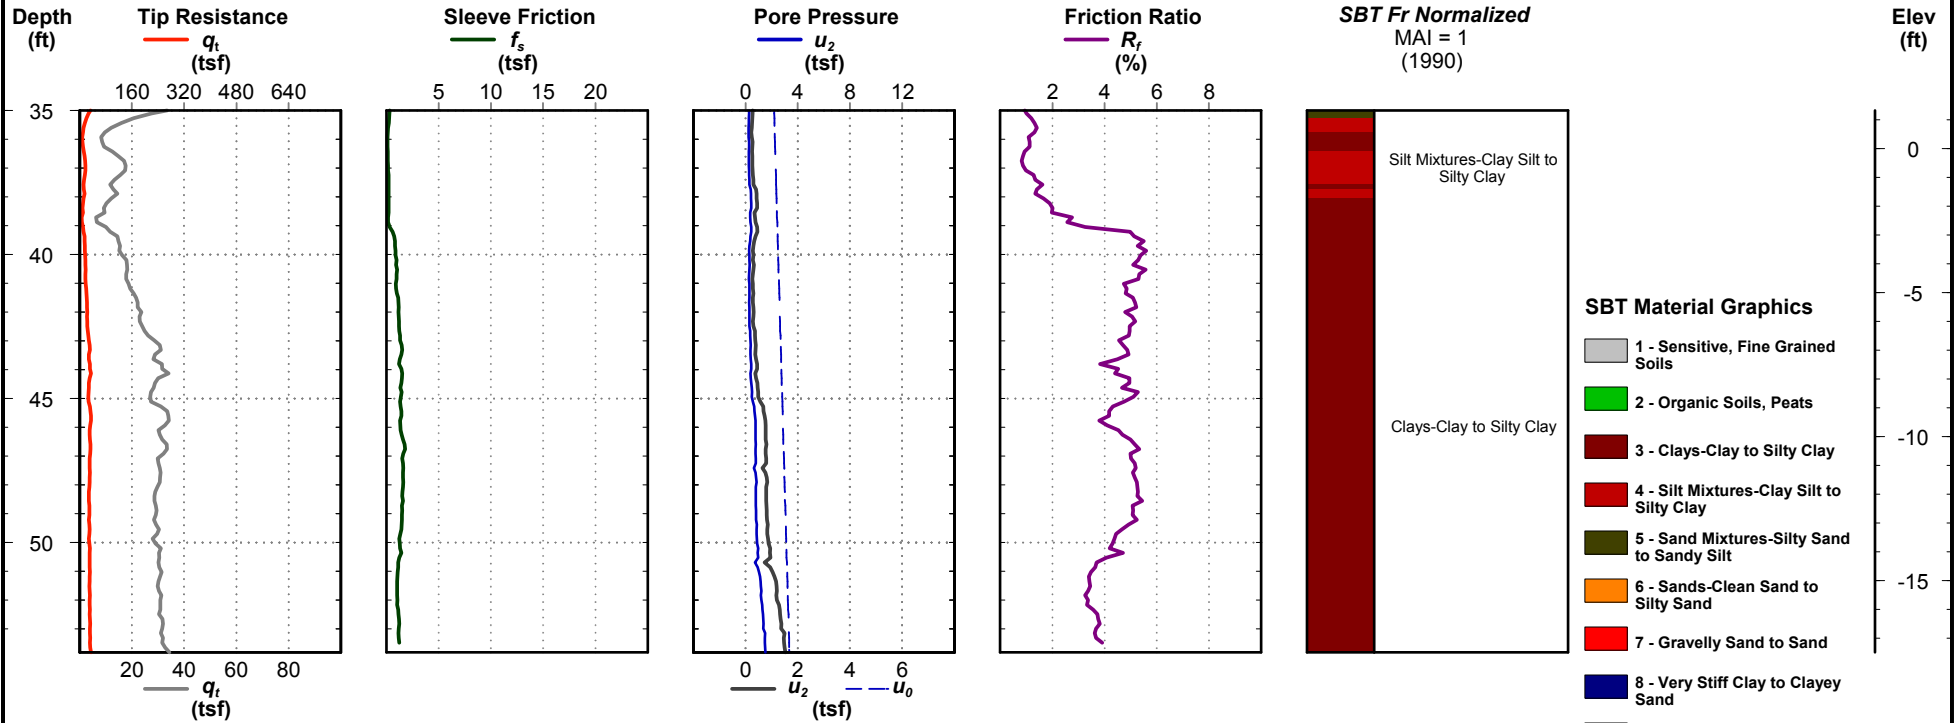 Depth
(ft)
Tip Resistance
qt
(tsf)
160 320 480 640
Sleeve Friction
fs
(tsf)
5 10 15 20
Pore Pressure
u2
(tsf)
0 4 8 12
Friction Ratio
Rf
(%)
2 4 6 8
SBT Fr Normalized
MAI = 1
(1990)
Elev
(ft)
35
40
45
50
Silt Mixtures-Clay Silt to
Silty Clay
Clays-Clay to Silty Clay
0
-5
-10
-15
SBT Material Graphics
1 - Sensitive, Fine Grained
Soils
2 - Organic Soils, Peats
3 - Clays-Clay to Silty Clay
4 - Silt Mixtures-Clay Silt to
Silty Clay
5 - Sand Mixtures-Silty Sand
to Sandy Silt
6 - Sands-Clean Sand to
Silty Sand
7 - Gravelly Sand to Sand
8 - Very Stiff Clay to Clayey
Sand
20 40 60 80
qt
(tsf)
0 2 4 6
u2 u0
(tsf)